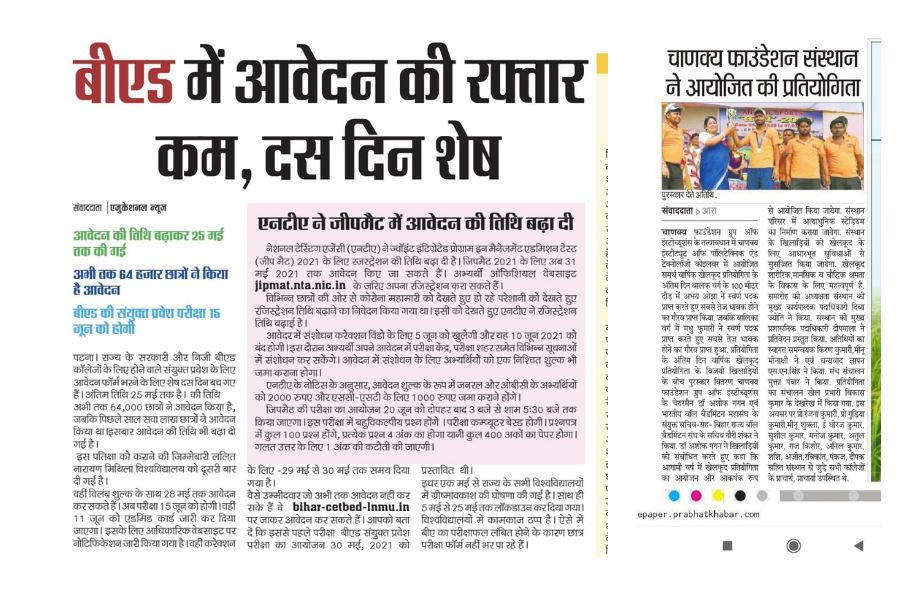 बीएड में आवेदन की रफ्तार
कम, दस दिन शेष
संवाददाता | एजुकेशनल न्यूज
आवेदन की तिथि बढ़ाकर 25 मई
तक की गई
अभी तक 64 हजार छात्रों ने किया
है आवेदन
बीएड की संयुक्त प्रवेश परीक्षा 15
जून को होगी
पटना। राज्य के सरकारी और निजी बीएड
कॉलेजों के लिए होने वाले संयुक्त प्रवेश के लिए
आवेदन फॉर्म भरने के लिए शेष दस दिन बच गए
हैं। अंतिम तिथि 25 मई तक है। की तिथि
अभी तक 64,000 छात्रों ने आवेदन किया है,
जबकि पिछले साल सवा लाख छात्रों ने आवेदन
किया था।इसबार आवेदन की तिथि भी बढ़ा दी
गई है।
इस परीक्षा को कराने की जिम्मेबारी ललित
नारायण मिथिला विश्वविद्यालय को दूसरी बार
दी गई है।
वहीं विलंब शुल्क के साथ 28 मई तक आवेदन
कर सकते हैं। अब परीक्षा 15 जून को होगी। वहीं
11 जून को एडमिड कार्ड जारी कर दिया
जाएगा। इसके लिए आधिकारिक वेबसाइट पर
नोटिफिकेशन जारी किया गया है। वहीं करेक्शन
एनटीए ने जीपमैट में आवेदन की तिथि बढ़ा दी
नेशनल टेस्टिंग एजेंसी (एनटीए) ने ज्वॉइंट इंटिग्रेटेड प्रोग्राम इन मैनेजमेंट एडमिशन टेस्ट
(जीप मैट) 2021 के लिए रजस्ट्रेशन की तिथि बढ़ा दी है। जिपमैट 2021 के लिए अब 31
मई 2021 तक आवेदन किए जा सकते हैं। अभ्यर्थी ऑफिशियल वेबसाइट
jipmat.nta.nic.in के जरिए अपना रजिस्ट्रेशन करा सकते हैं।
विभिन्न छात्रों की ओर से कोरोना महामारी को देखते हुए हो रहे परेशानी को देखते हुए
रजिस्ट्रेशन तिथि बढ़ाने का निवेदन किया गया था। इसी को देखते हुए एनटीए ने रजिस्ट्रेशन
तिथि बढ़ाई है।
आवेदर में संशोधन करेक्शन विंडो के लिए 5 जून को खुलेगी और यह 10 जून 2021 को
बंद होगी। इस दौरान अभ्यर्थी अपने आवेदन में परीक्षा केंद्र, परीक्षा शहर समेत विभिन्न सूचनाओं
में संशोधन कर सकेंगे। आवेदन में संशोधन के लिए अभ्यर्थियों को एक निश्चित शुल्क भी
जमा कराना होगा।
एनटीए के नोटिस के अनुसार, आवेदन शुल्क के रूप में जनरल और ओबीसी के अभ्यर्थियों
को 2000 रुपए और एससी-एसटी के लिए 1000 रुपए जमा कराने होंगे।
जिपमैट की परीक्षा का आयोजन 20 जून को दोपहर बाद 3 बजे से शाम 5:30 बजे तक
किया जाएगा। इस परीक्षा में बहुविकल्पीय प्रश्न होंगे । परीक्षा कम्प्यूटर बेस्ड होगी। प्रश्नपत्र
में कुल 100 प्रश्न होंगे, प्रत्येक प्रश्न 4 अंक का होगा यानी कुल 400 अकों का पेपर होगा।
गलत उत्तर के लिए 1 अंक की कटौती की जाएगी।
के लिए -29 मई से 30 मई तक समय दिया
गया है।
वैसे उम्मीदवार जो अभी तक आवेदन नहीं कर
सके हैं वे bihar-cetbed-lnmu.in
पर जाकर आवेदन कर सकते हैं। आपको बता
दें कि इससे पहले परीक्षा बीएड संयुक्त प्रवेश
परीक्षा का आयोजन 30 मई, 2021 को
प्रस्तावित थी।
इधर एक मई से राज्य के सभी विश्वविद्यालयों
में ग्रीष्मावकाश की घोषणा की गई है। साथ ही
5 मई से 25 मई तक लॉकडाउन कर दिया गया।
विश्वविद्यालयों में कामकाज ठप्प है। ऐसे में
बीए का परीक्षाफल लंबित होने के कारण छात्र
परीक्षा फॉर्म नहीं भर पा रहे हैं।
चाणक्य फाउंडेशन संस्थान
ने आयोजित की प्रतियोगिता
पुरस्कार देते अतिथि.
संवाददाता ▷ आरा
चाणक्य फाउंडेशन ग्रुप ऑफ
इंस्टीच्यूशंस के तत्वावधान में चाणक्य
इंस्टीट्यूट ऑफ पॉलिटेक्निक एंड
टेक्नोलॉजी कोइलवर में आयोजित
समर्थ वार्षिक खेलकूद प्रतियोगिता के
अंतिम दिन बालक वर्ग के 100 मीटर
दौड़ में अभय ओझा ने स्वर्ण पदक
प्राप्त करते हुए सबसे तेज धावक होने
का गौरव प्राप्त किया. जबकि बालिका
वर्ग में मधु कुमारी ने स्वर्ण पदक
प्राप्त करते हुए सबसे तेज धावक
होने का गौरव प्राप्त हुआ. प्रतियोगिता
के अंतिम दिन वार्षिक खेलकूद
प्रतियोगिता के विजयी खिलाड़ियों
के बीच पुरस्कार वितरण चाणक्य
फाउंडेशन ग्रुप ऑफ इंस्टीच्यूशंस
के चेयरमैन डॉ अशोक गगन एवं
भारतीय बॉल बैडमिंटन महासंघ के
संयुक्त सचिव-सह- बिहार राज्य बॉल
बैडमिंटन संघ के सचिव गौरी शंकर ने
किया. डॉ अशोक गगन ने खिलाड़ियों
को संबोधित करते हुए कहा कि
आगामी वर्ष में खेलकूद प्रतियोगिता
का आयोजन और आकर्षक रूप
से आयोजित किया जायेगा. संस्थान
परिसर में अत्याधुनिक स्टेडियम
का निर्माण कराया जायेगा. संस्थान
के खिलाड़ियों को खेलकूद के
लिए आधारभूत सुविधाओं से
सुसज्जित किया जायेगा. खेलकूद
शारीरिक,मानसिक व बौद्धिक क्षमता
के विकास के लिए महत्वपूर्ण है.
समारोह की अध्यक्षता संस्थान की
मुख्य कार्यपालक पदाधिकारी दिव्य
ज्योति ने किया. संस्थान की मुख्य
प्रशासनिक पदाधिकारी दीपमाला ने
प्रतिवेदन प्रस्तुत किया. अतिथियों का
स्वागत समन्वयक किरण कुमारी,मीनू
मीनाक्षी ने एवं धन्यवाद ज्ञापन
एस.एन.सिंह ने किया. मंच संचालन
मुक्ता पंवार ने किया. प्रतियोगिता
का संचालन खेल प्रभारी विकास
कुमार के देखरेख में किया गया. इस
अवसर पर प्रो रंजना कुमारी, प्रो गुड़िया
कुमारी,मीनू शुक्ला, ई धीरज कुमार,
सुशील कुमार, मनोज कुमार, अतुल
कुमार, राज किशोर, अनिल कुमार,
शशि, अजीत,रविकांत, पंकज, दीपक
सहित संस्थान से जुड़े सभी कॉलेजों
के प्राचार्य, प्राचार्या उपस्थित थे.
epaper.prabhatkhabar.com